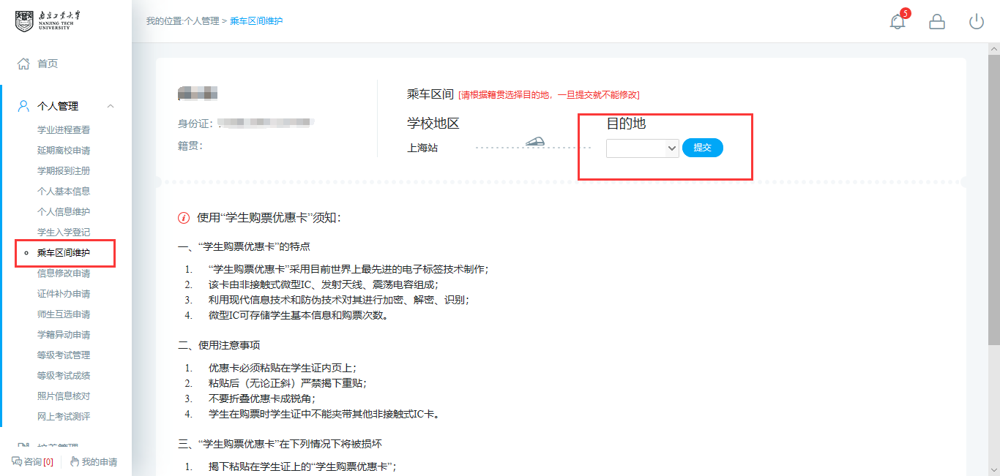 南京工业大学
NANJING TECH
UNIVERSITY
我的位置:个人管理 > 乘车区间维护
5
首页
个人管理
学业进程查看
延期离校申请
学期报到注册
个人基本信息
个人信息维护
学生入学登记
乘车区间维护
信息修改申请
证件补办申请
师生互选申请
学籍异动申请
等级考试管理
等级考试成绩
照片信息核对
网上考试测评
培养管理
咨询[0]
我的申请
身份证:
籍贯:
乘车区间 [请根据籍贯选择目的地，一旦提交就不能修改]
学校地区
目的地
上海站
提交
使用“学生购票优惠卡”须知:
一、“学生购票优惠卡”的特点
1. “学生购票优惠卡”采用目前世界上最先进的电子标签技术制作；
2. 该卡由非接触式微型IC、发射天线、震荡电容组成；
3. 利用现代信息技术和防伪技术对其进行加密、解密、识别；
4. 微型IC可存储学生基本信息和购票次数。
二、使用注意事项
1. 优惠卡必须粘贴在学生证内页上；
2. 粘贴后（无论正斜）严禁揭下重贴；
3. 不要折叠优惠卡成锐角；
4. 学生在购票时学生证中不能夹带其他非接触式IC卡。
三、“学生购票优惠卡”在下列情况下将被损坏
1. 揭下粘贴在学生证上的“学生购票优惠卡”；